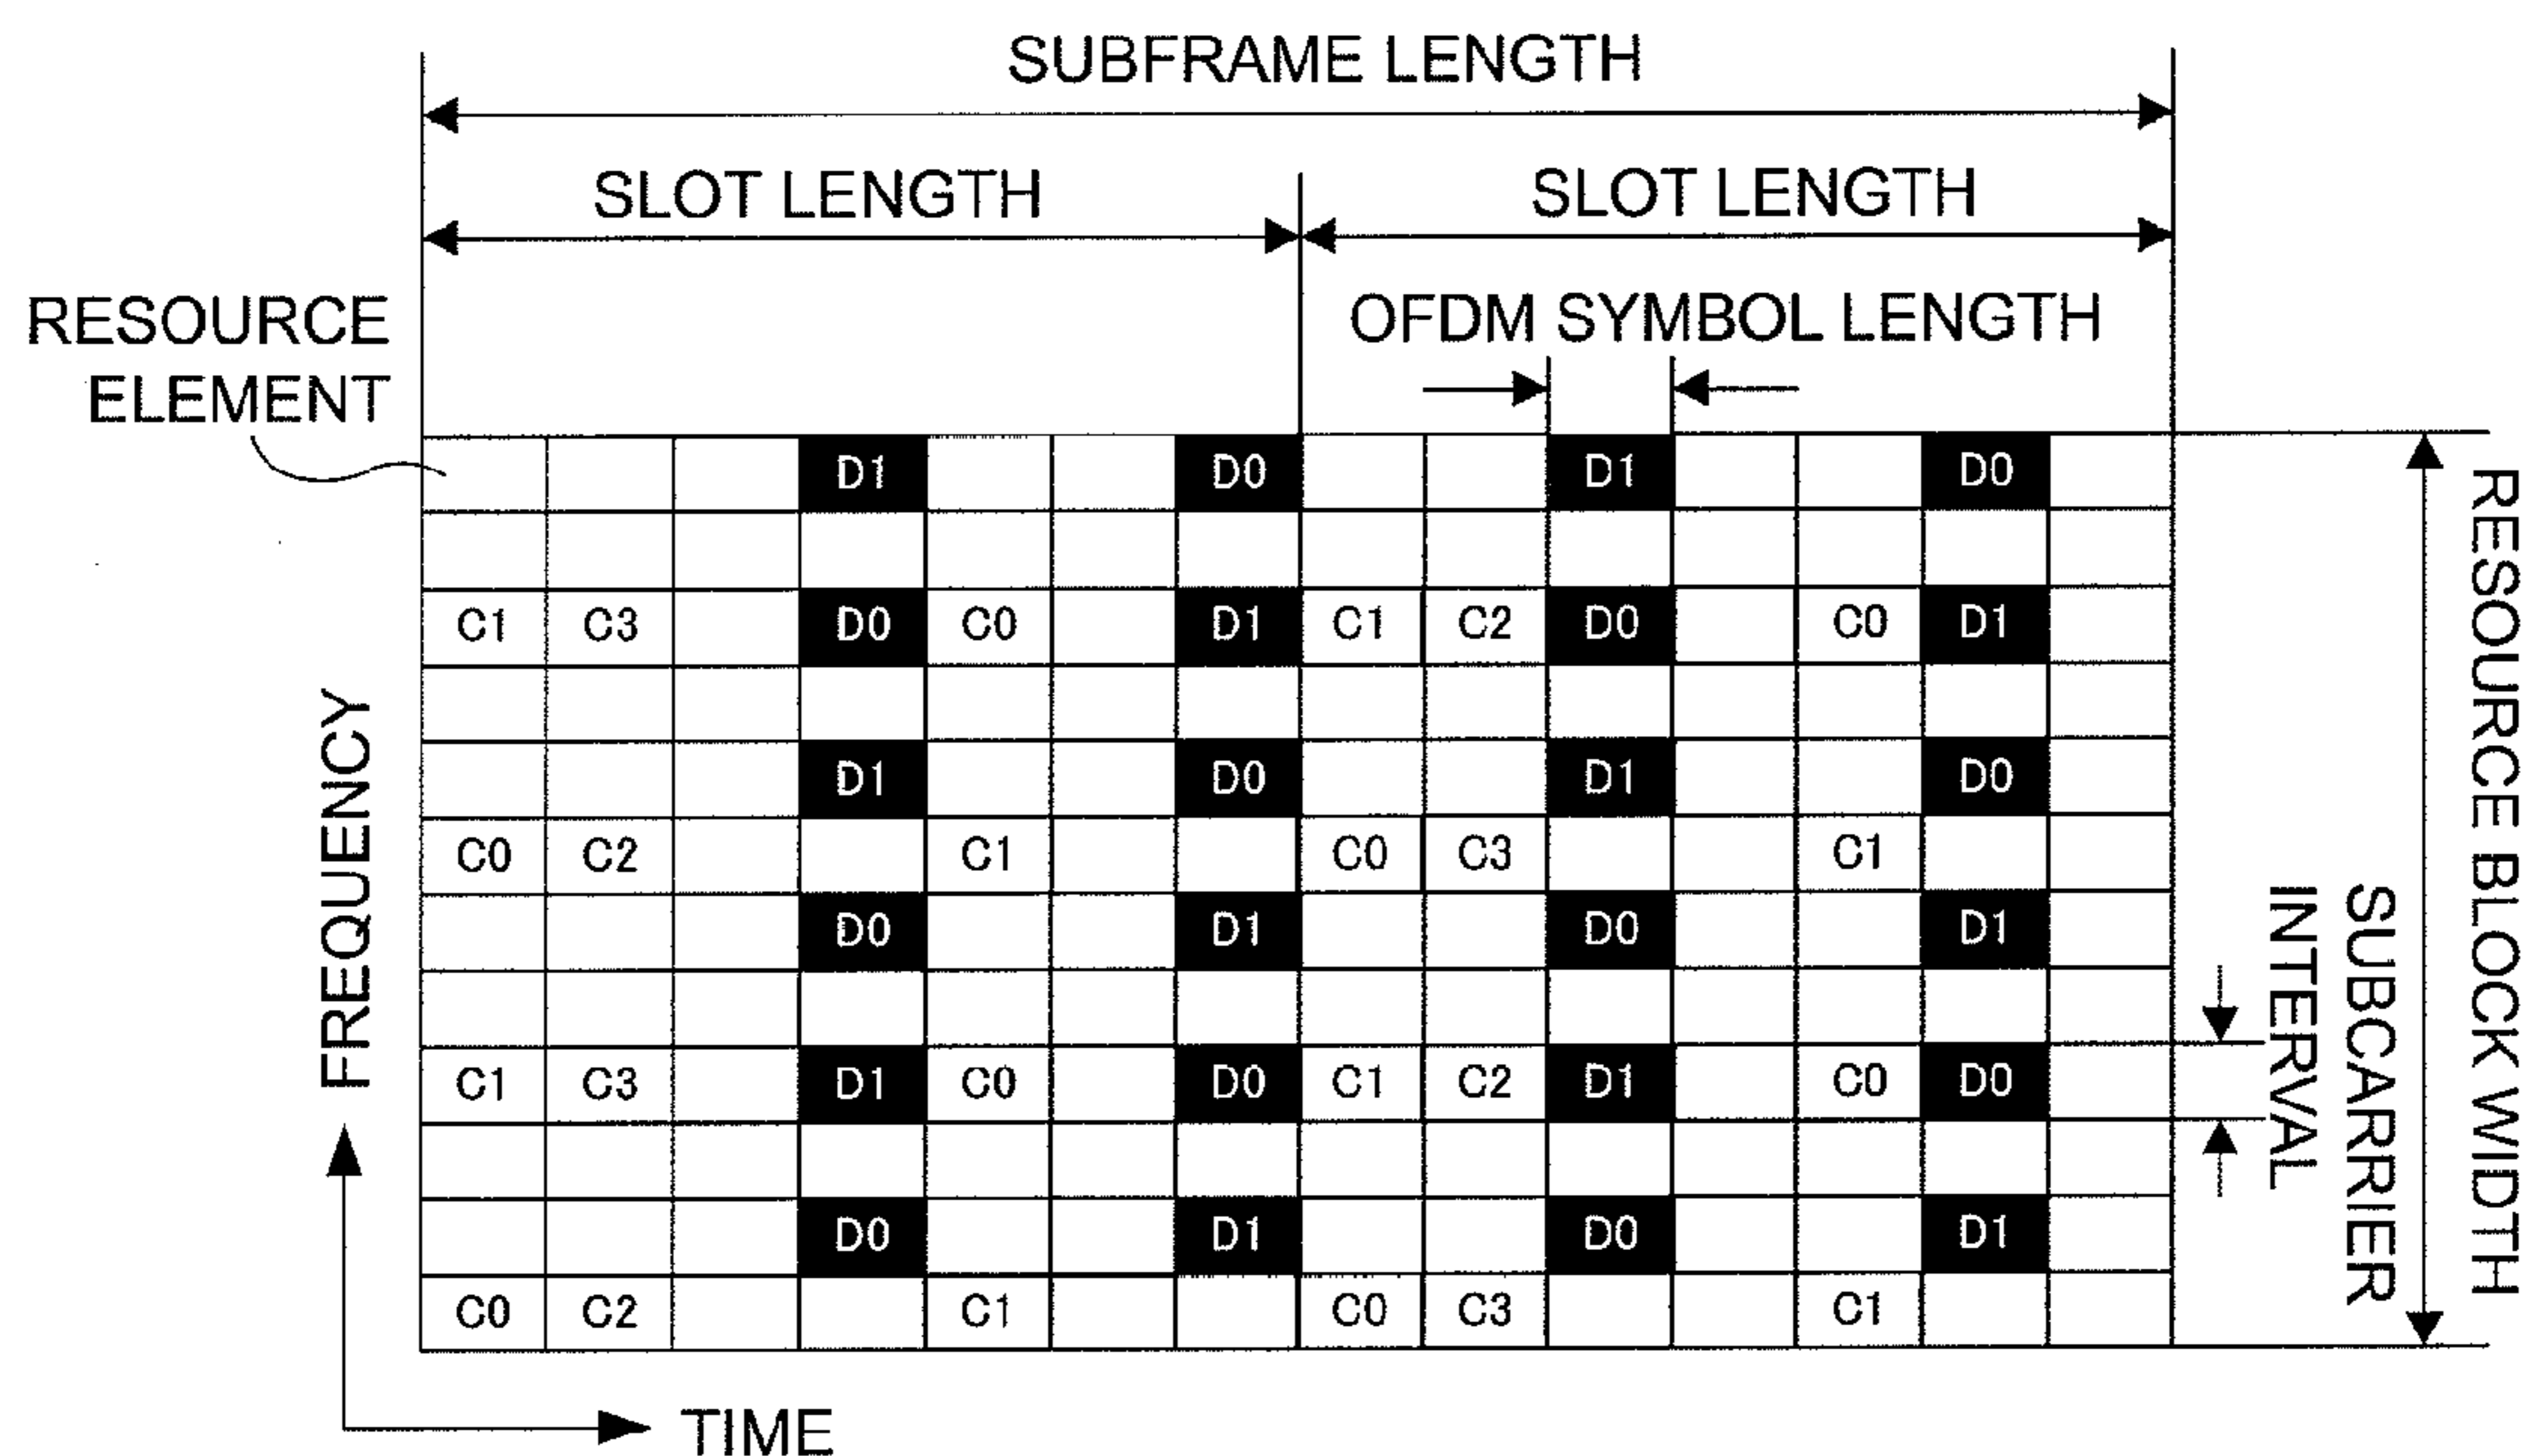 SUBFRAME LENGTH
SLOT LENGTH SLOT LENGTH
OFDM SYMBOL LENGTH
RESOURCE
ELEMENT
D1 D0 D1 D0
C1 C3 D0 C0 D1 C1 C2 D0 C0 D1
D1 D0 D1 D0
C0 C2 C1 C0 C3 C1
D0 D1 D0 D1
C1 C3 D1 C0 D0 C1 C2 D1 C0 D0
D0 D1 D0 D1
C0 C2 C1 C0 C3 C1
FREQUENCY
TIME
SUBCARRIER
INTERVAL
RESOURCE BLOCK WIDTH